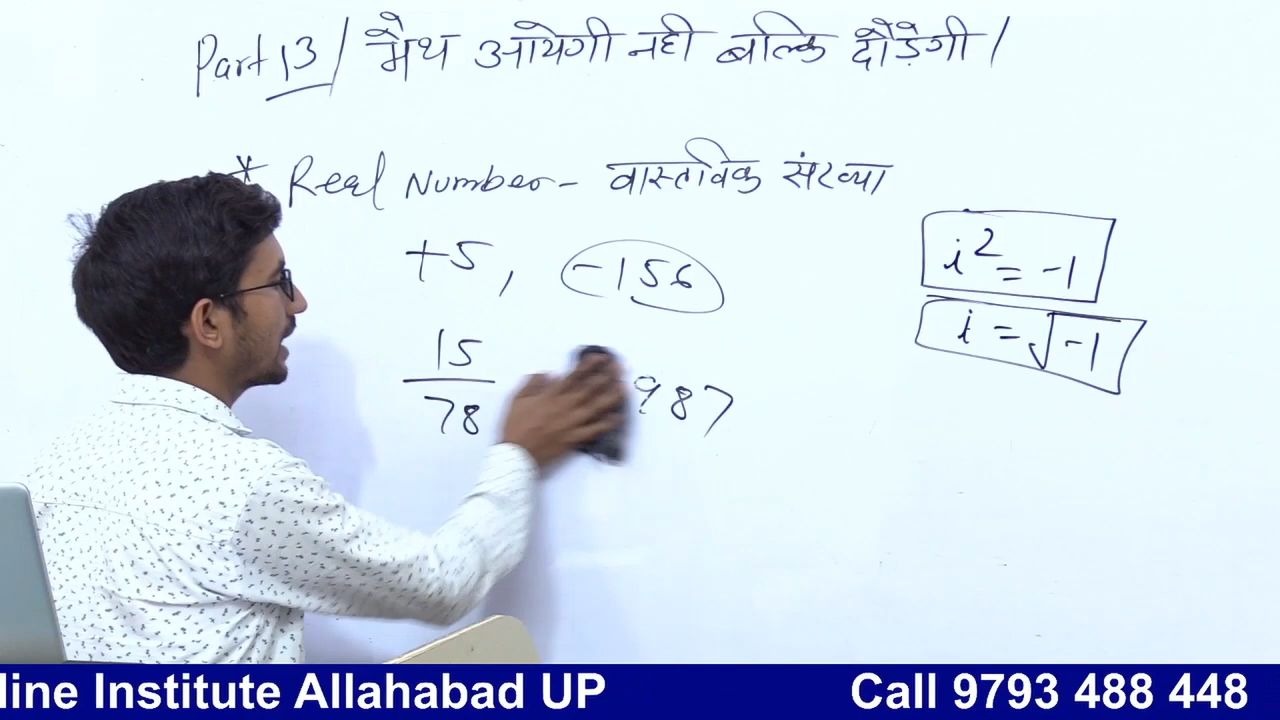 Part 13 / मैथ आयेगी नही बल्कि दौड़ेगी /
* Real Number - वास्तविक संख्या
+5, -156
i² = -1
i = √-1
15
78
987
line Institute Allahabad UP Call 9793 488 448